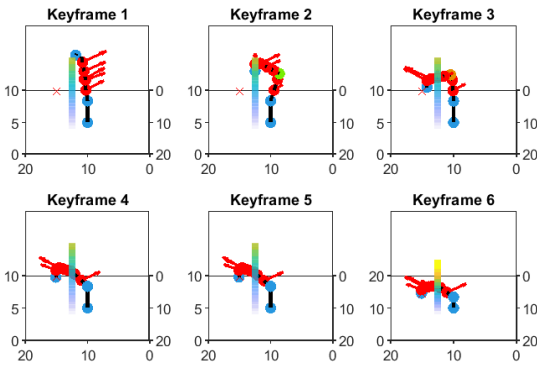 Keyframe 1 Keyframe 2 Keyframe 3
10 0 10 0 10 0
5 10 5 10 5 10
0 20 0 20 0 20
20 10 0 20 10 0 20 10 0
Keyframe 4 Keyframe 5 Keyframe 6
10 0 10 0 20 0
5 10 5 10 10 10
0 20 0 20 0 20
20 10 0 20 10 0 20 10 0